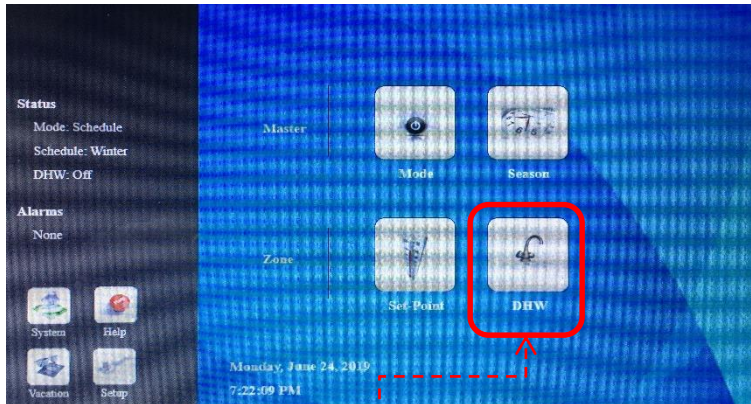 Status
Mode: Schedule
Schedule: Winter
DHW: Off
Alarms
None
System
Help
Vacation
Setup
Master
Mode
Season
Zone
Set-Point
DHW
Monday, June 24, 2019
7:22:09 PM